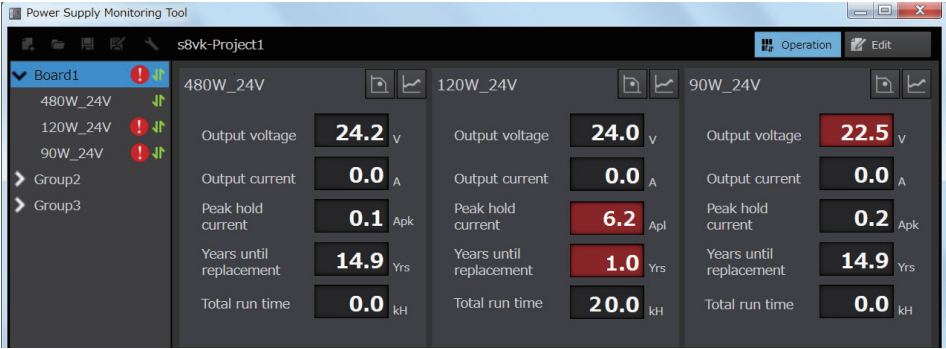 Power Supply Monitoring Tool
s8vk-Project1
Operation
Edit
Board1
480W_24V
120W_24V
90W_24V
Group2
Group3
480W_24V
Output voltage 24.2 V
Output current 0.0 A
Peak hold
current 0.1 Apk
Years until
replacement 14.9 Yrs
Total run time 0.0 kH
120W_24V
Output voltage 24.0 V
Output current 0.0 A
Peak hold
current 6.2 Apl
Years until
replacement 1.0 Yrs
Total run time 20.0 kH
90W_24V
Output voltage 22.5 V
Output current 0.0 A
Peak hold
current 0.2 Apk
Years until
replacement 14.9 Yrs
Total run time 0.0 kH